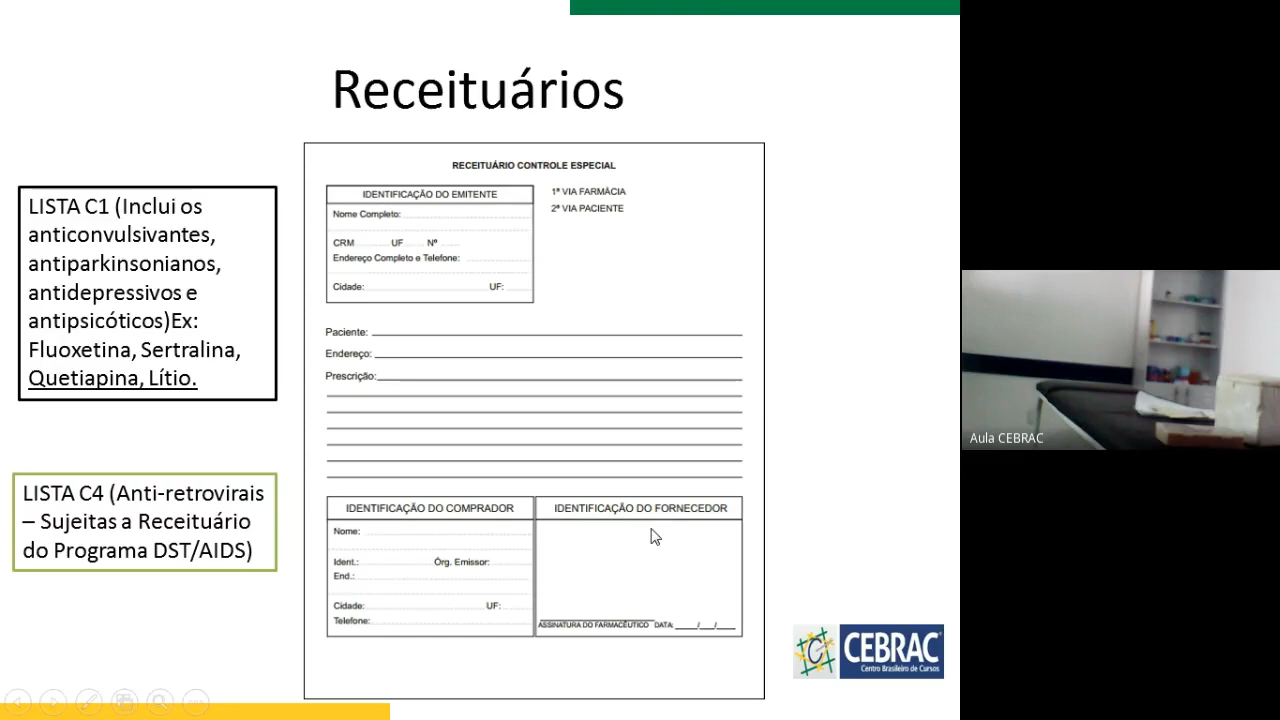 Receituários
LISTA C1 (Inclui os
anticonvulsivantes,
antiparkinsonianos,
antidepressivos e
antipsicóticos)Ex:
Fluoxetina, Sertralina,
Quetiapina, Lítio.
LISTA C4 (Anti-retrovirais
– Sujeitas a Receituário
do Programa DST/AIDS)
RECEITUÁRIO CONTROLE ESPECIAL
IDENTIFICAÇÃO DO EMITENTE
Nome Completo:
CRM UF Nº
Endereço Completo e Telefone:
Cidade: UF:
1ª VIA FARMÁCIA
2ª VIA PACIENTE
Paciente:
Endereço:
Prescrição:
IDENTIFICAÇÃO DO COMPRADOR
Nome:
Ident.: Órg. Emissor:
End.:
Cidade: UF:
Telefone:
IDENTIFICAÇÃO DO FORNECEDOR
ASSINATURA DO FARMACÊUTICO DATA: ____/___/____
CEBRAC
Centro Brasileiro de Cursos
Aula CEBRAC